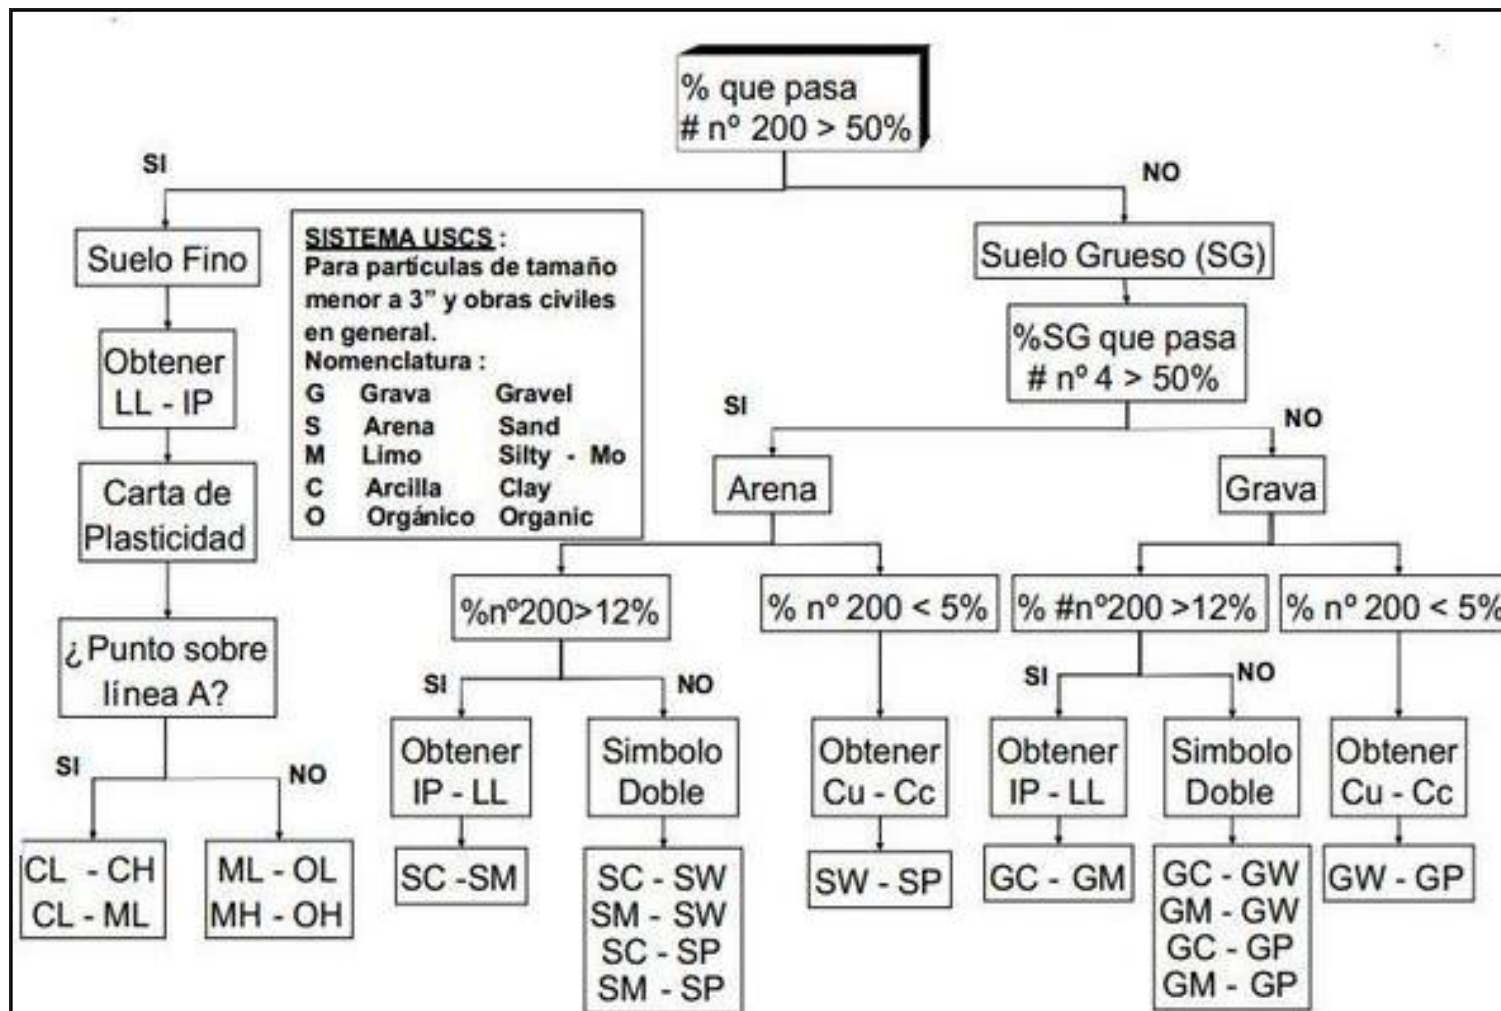 % que pasa
# nº 200 > 50%
SI
NO
Suelo Fino
SISTEMA USCS :
Para partículas de tamaño
menor a 3” y obras civiles
en general.
Nomenclatura :
G Grava Gravel
S Arena Sand
M Limo Silty - Mo
C Arcilla Clay
O Orgánico Organic
Suelo Grueso (SG)
Obtener
LL - IP
%SG que pasa
# nº 4 > 50%
SI
NO
Carta de
Plasticidad
Arena
Grava
¿Punto sobre
línea A?
%nº200>12%
% nº 200 < 5%
% #nº200 >12%
% nº 200 < 5%
SI
NO
SI
NO
SI
NO
Obtener
IP - LL
Simbolo
Doble
Obtener
Cu - Cc
Obtener
IP - LL
Simbolo
Doble
Obtener
Cu - Cc
CL - CH
CL - ML
ML - OL
MH - OH
SC -SM
SC - SW
SM - SW
SC - SP
SM - SP
SW - SP
GC - GM
GC - GW
GM - GW
GC - GP
GM - GP
GW - GP